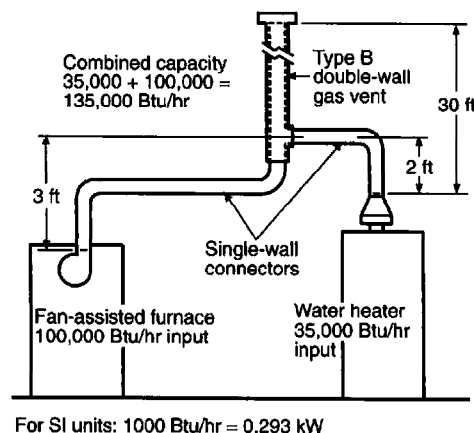 Combined capacity
35,000 + 100,000 =
135,000 Btu/hr
Type B
double-wall
gas vent
30 ft
2 ft
3 ft
Single-wall
connectors
Fan-assisted furnace
100,000 Btu/hr input
Water heater
35,000 Btu/hr
input
For SI units: 1000 Btu/hr = 0.293 kW